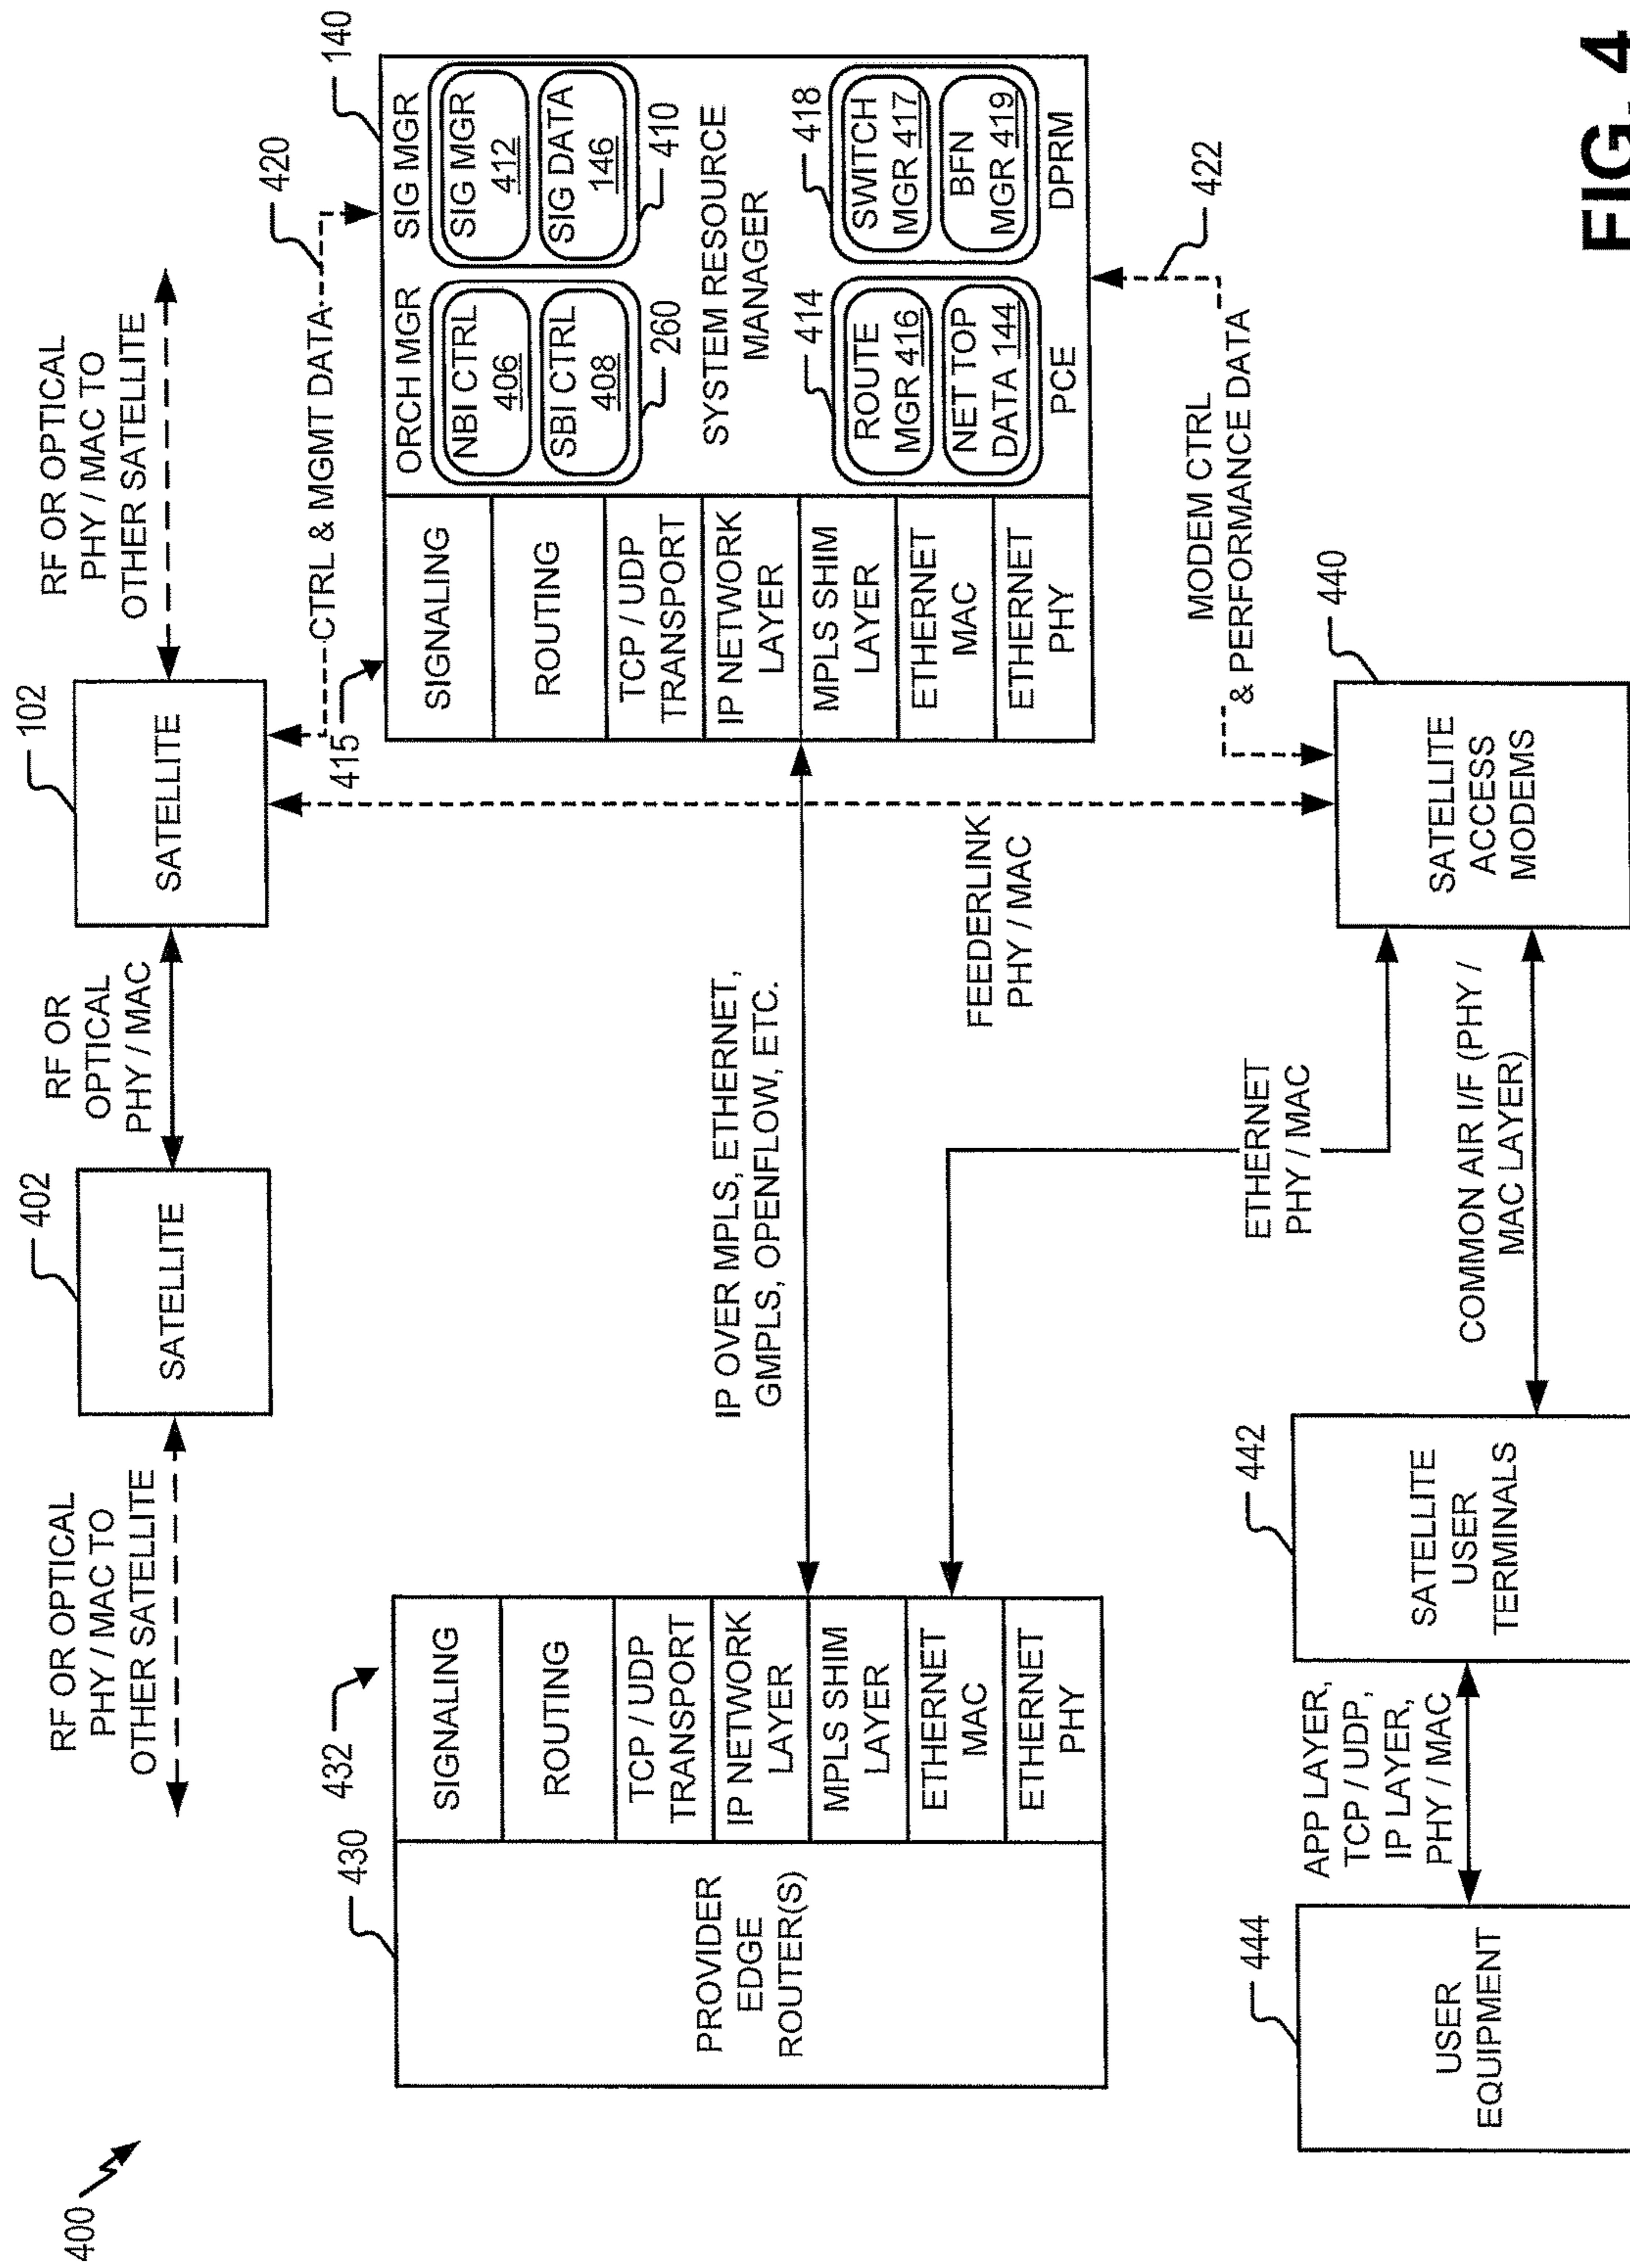 400
RF OR OPTICAL
PHY / MAC TO
OTHER SATELLITE
402
SATELLITE
RF OR
OPTICAL
PHY / MAC
102
SATELLITE
RF OR OPTICAL
PHY / MAC TO
OTHER SATELLITE
420
CTRL & MGMT DATA
140
430
PROVIDER
EDGE
ROUTER(S)
432
SIGNALING
ROUTING
TCP / UDP
TRANSPORT
IP NETWORK
LAYER
MPLS SHIM
LAYER
ETHERNET
MAC
ETHERNET
PHY
IP OVER MPLS, ETHERNET,
GMPLS, OPENFLOW, ETC.
FEEDERLINK
PHY / MAC
ETHERNET
PHY / MAC
415
SIGNALING
ROUTING
TCP / UDP
TRANSPORT
IP NETWORK
LAYER
MPLS SHIM
LAYER
ETHERNET
MAC
ETHERNET
PHY
ORCH MGR
NBI CTRL
406
SBI CTRL
408
260
SIG MGR
SIG MGR
412
SIG DATA
146
410
SYSTEM RESOURCE
MANAGER
414
ROUTE
MGR 416
NET TOP
DATA 144
PCE
418
SWITCH
MGR 417
BFN
MGR 419
DPRM
422
MODEM CTRL
& PERFORMANCE DATA
444
USER
EQUIPMENT
APP LAYER,
TCP / UDP,
IP LAYER,
PHY / MAC
442
SATELLITE
USER
TERMINALS
COMMON AIR I/F (PHY /
MAC LAYER)
440
SATELLITE
ACCESS
MODEMS
FIG. 4